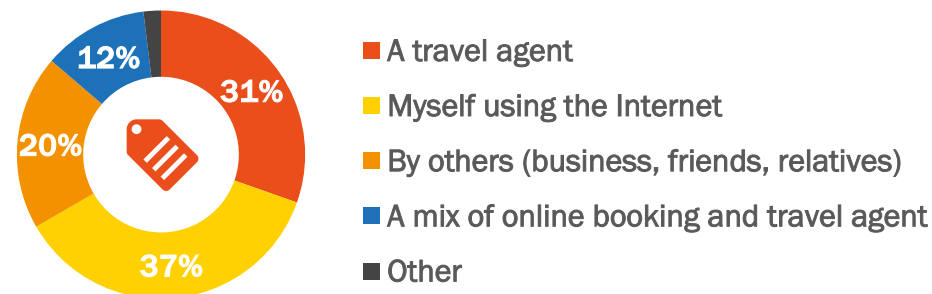 12%
31%
20%
37%
A travel agent
Myself using the Internet
By others (business, friends, relatives)
A mix of online booking and travel agent
Other